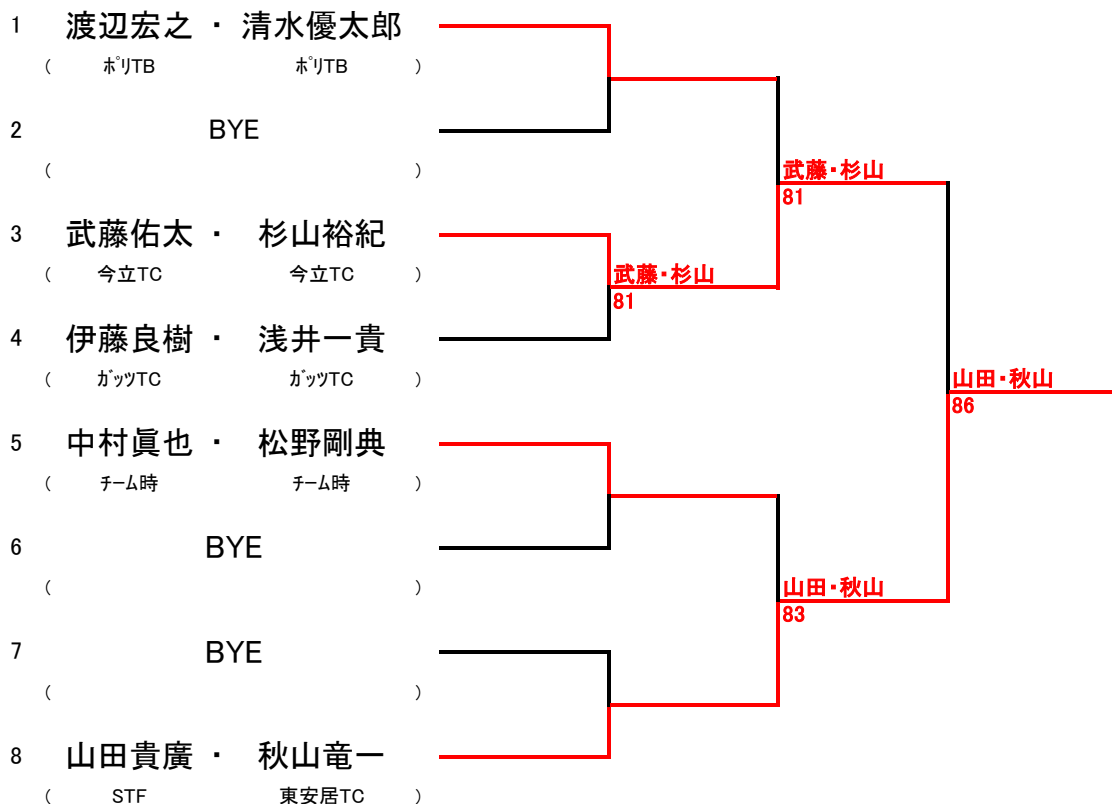 1 渡辺宏之 ・ 清水優太郎
( ﾎﾟﾘTB ﾎﾟﾘTB )
2 BYE
( )
武藤・杉山
81
3 武藤佑太 ・ 杉山裕紀
( 今立TC 今立TC )
武藤・杉山
81
4 伊藤良樹 ・ 浅井一貴
( ｶﾞｯﾂTC ｶﾞｯﾂTC )
山田・秋山
86
5 中村眞也 ・ 松野剛典
( ﾁｰﾑ時 ﾁｰﾑ時 )
6 BYE
( )
山田・秋山
83
7 BYE
( )
8 山田貴廣 ・ 秋山竜一
( STF 東安居TC )